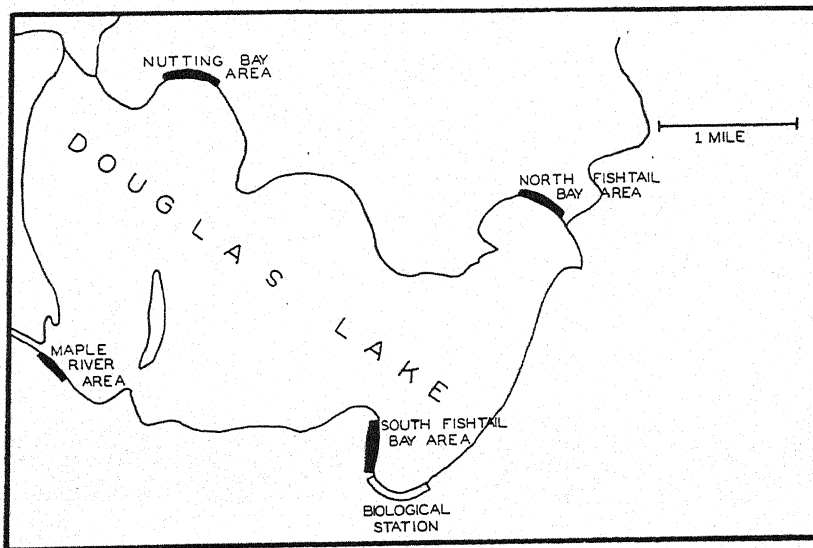 NUTTING BAY
AREA
DOUGLAS LAKE
1 MILE
NORTH FISHTAIL
BAY AREA
MAPLE
RIVER
AREA
SOUTH FISHTAIL
BAY AREA
BIOLOGICAL
STATION